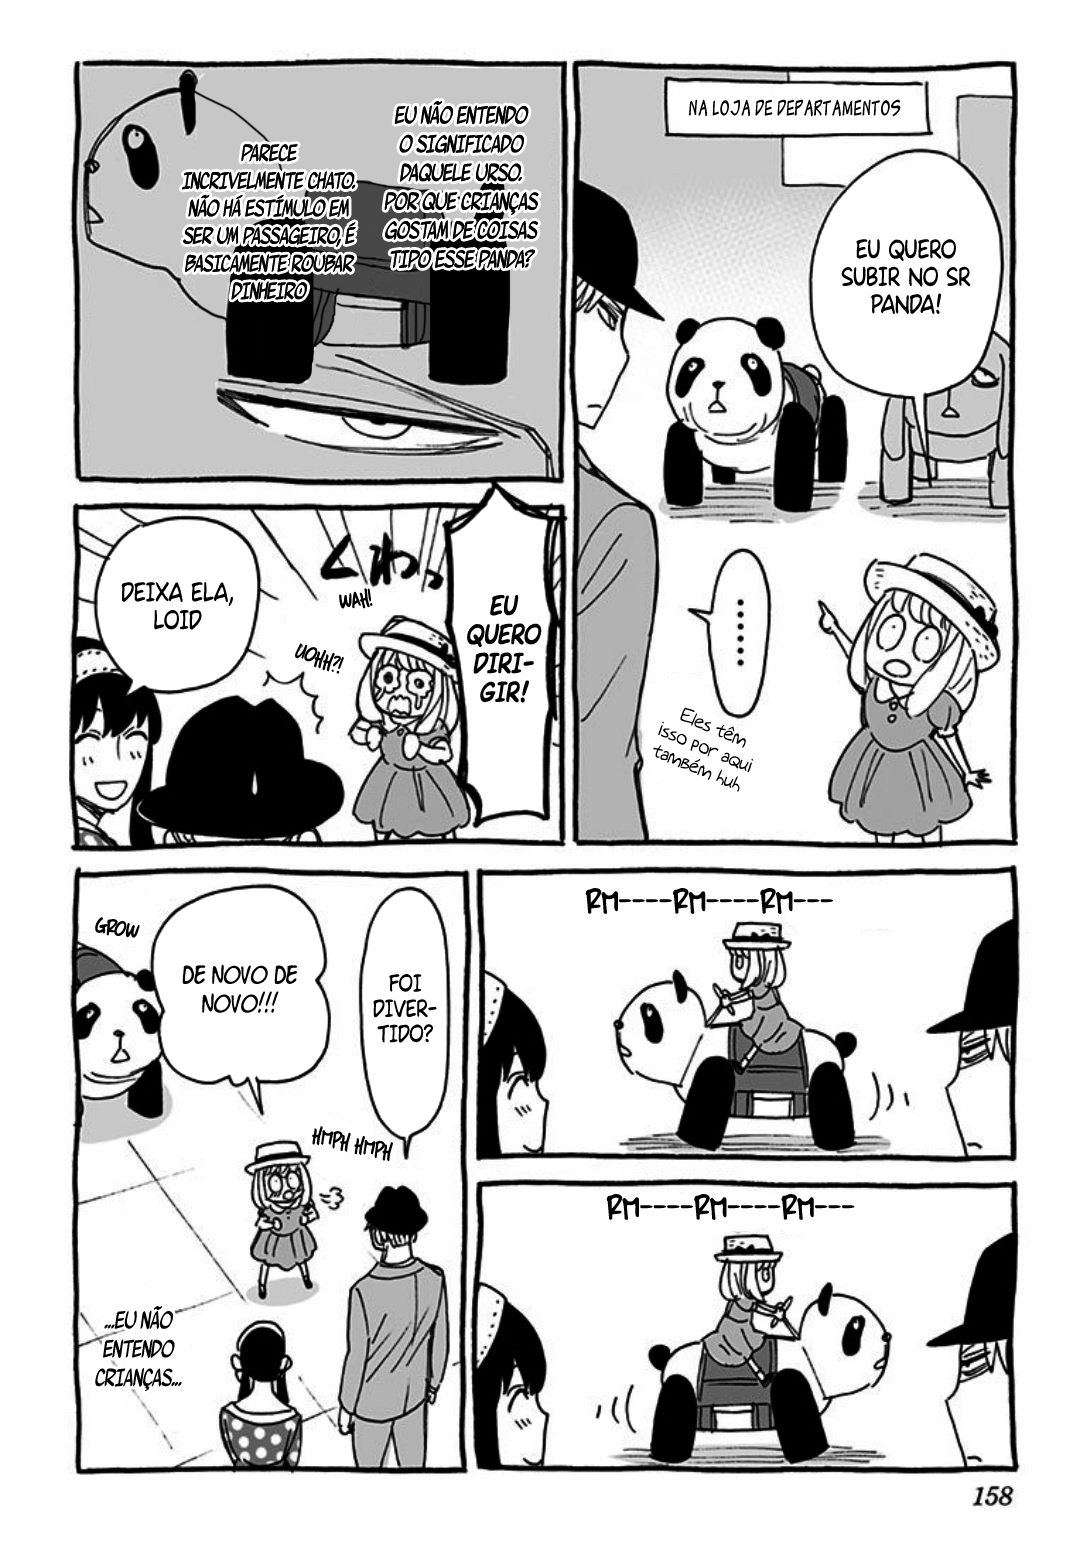 NA LOJA DE DEPARTAMENTOS
EU QUERO
SUBIR NO SR
PANDA!
......
Eles têm
isso por aqui
também huh
EU NÃO ENTENDO
O SIGNIFICADO
DAQUELE URSO.
POR QUE CRIANÇAS
GOSTAM DE COISAS
TIPO ESSE PANDA?
PARECE
INCRIVELMENTE CHATO.
NÃO HÁ ESTÍMULO EM
SER UM PASSAGEIRO, É
BASICAMENTE ROUBAR
DINHEIRO
EU
QUERO
DIRI-
GIR!
くわっ
WAH!
UOHH?!
DEIXA ELA,
LOID
RM----RM----RM---
RM----RM----RM---
FOI
DIVER-
TIDO?
DE NOVO DE
NOVO!!!
GROW
HMPH HMPH
...EU NÃO
ENTENDO
CRIANÇAS...
158